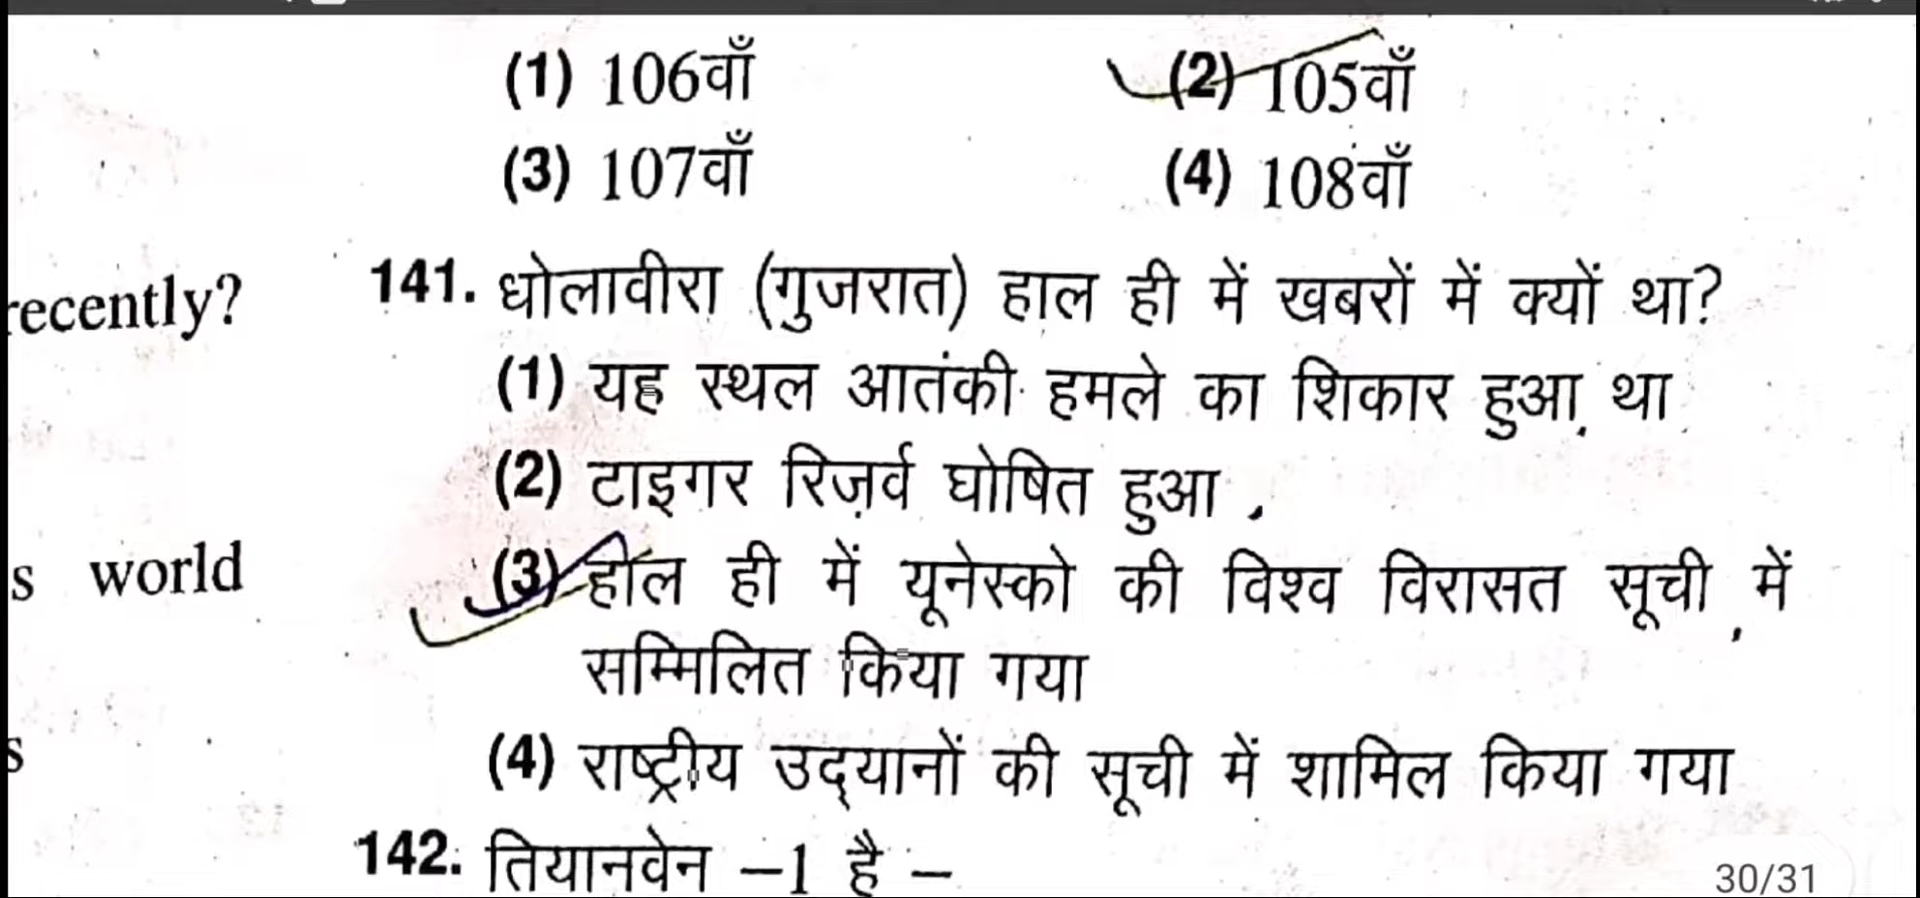 (1) 106वाँ (2) 105वाँ
(3) 107वाँ (4) 108वाँ
recently? 141. धोलावीरा (गुजरात) हाल ही में खबरों में क्यों था?
(1) यह स्थल आतंकी हमले का शिकार हुआ था
(2) टाइगर रिज़र्व घोषित हुआ
s world (3) हाल ही में यूनेस्को की विश्व विरासत सूची में
सम्मिलित किया गया
s (4) राष्ट्रीय उद्‌यानों की सूची में शामिल किया गया
142. तियानवेन –1 है –
30/31